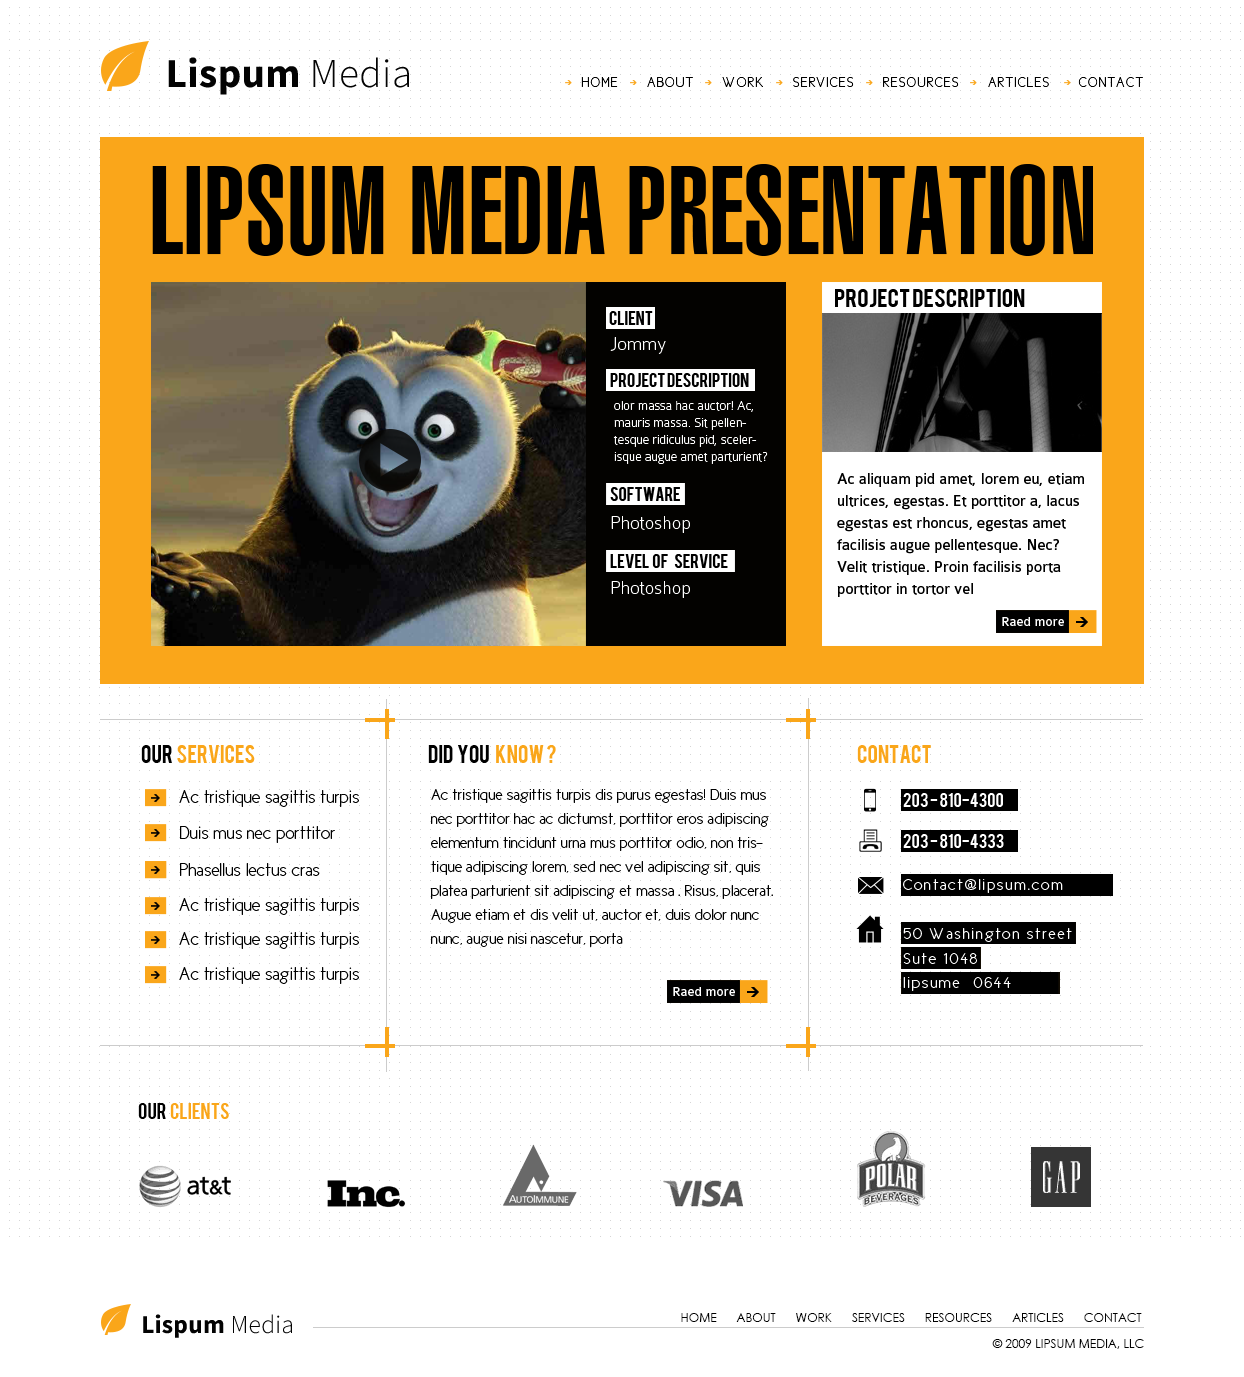 Lispum Media
HOME ABOUT WORK SERVICES RESOURCES ARTICLES CONTACT
LIPSUM MEDIA PRESENTATION
CLIENT
Jommy
PROJECT DESCRIPTION
olor massa hac auctor! Ac,
mauris massa. Sit pellen-
tesque ridiculus pid, sceler-
isque augue amet parturient?
SOFTWARE
Photoshop
LEVEL OF SERVICE
Photoshop
PROJECT DESCRIPTION
Ac aliquam pid amet, lorem eu, etiam
ultrices, egestas. Et porttitor a, lacus
egestas est rhoncus, egestas amet
facilisis augue pellentesque. Nec?
Velit tristique. Proin facilisis porta
porttitor in tortor vel
Raed more
OUR SERVICES
Ac tristique sagittis turpis
Duis mus nec porttitor
Phasellus lectus cras
Ac tristique sagittis turpis
Ac tristique sagittis turpis
Ac tristique sagittis turpis
DID YOU KNOW ?
Ac tristique sagittis turpis dis purus egestas! Duis mus
nec porttitor hac ac dictumst, porttitor eros adipiscing
elementum tincidunt urna mus porttitor odio, non tris-
tique adipiscing lorem, sed nec vel adipiscing sit, quis
platea parturient sit adipiscing et massa . Risus, placerat.
Augue etiam et dis velit ut, auctor et, duis dolor nunc
nunc, augue nisi nascetur, porta
Raed more
CONTACT
203-810-4300
203-810-4333
Contact@lipsum.com
50 Washington street
Sute 1048
lipsume 0644
OUR CLIENTS
at&t
Inc.
AUTOIMMUNE
VISA
POLAR
BEVERAGES
GAP
Lispum Media
HOME ABOUT WORK SERVICES RESOURCES ARTICLES CONTACT
© 2009 LIPSUM MEDIA, LLC